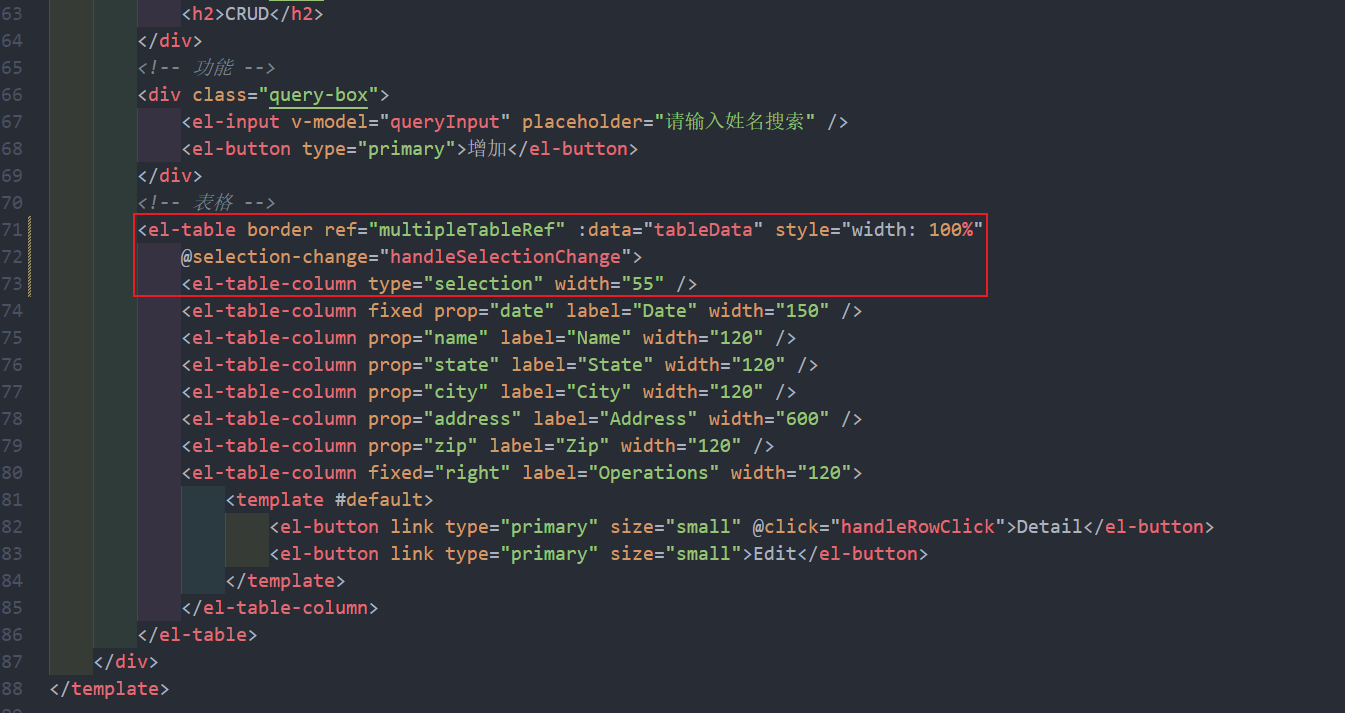 63 <h2>CRUD</h2>
64 </div>
65 <!-- 功能 -->
66 <div class="query-box">
67 <el-input v-model="queryInput" placeholder="请输入姓名搜索" />
68 <el-button type="primary">增加</el-button>
69 </div>
70 <!-- 表格 -->
71 <el-table border ref="multipleTableRef" :data="tableData" style="width: 100%"
72 @selection-change="handleSelectionChange">
73 <el-table-column type="selection" width="55" />
74 <el-table-column fixed prop="date" label="Date" width="150" />
75 <el-table-column prop="name" label="Name" width="120" />
76 <el-table-column prop="state" label="State" width="120" />
77 <el-table-column prop="city" label="City" width="120" />
78 <el-table-column prop="address" label="Address" width="600" />
79 <el-table-column prop="zip" label="Zip" width="120" />
80 <el-table-column fixed="right" label="Operations" width="120">
81 <template #default>
82 <el-button link type="primary" size="small" @click="handleRowClick">Detail</el-button>
83 <el-button link type="primary" size="small">Edit</el-button>
84 </template>
85 </el-table-column>
86 </el-table>
87 </div>
88 </template>